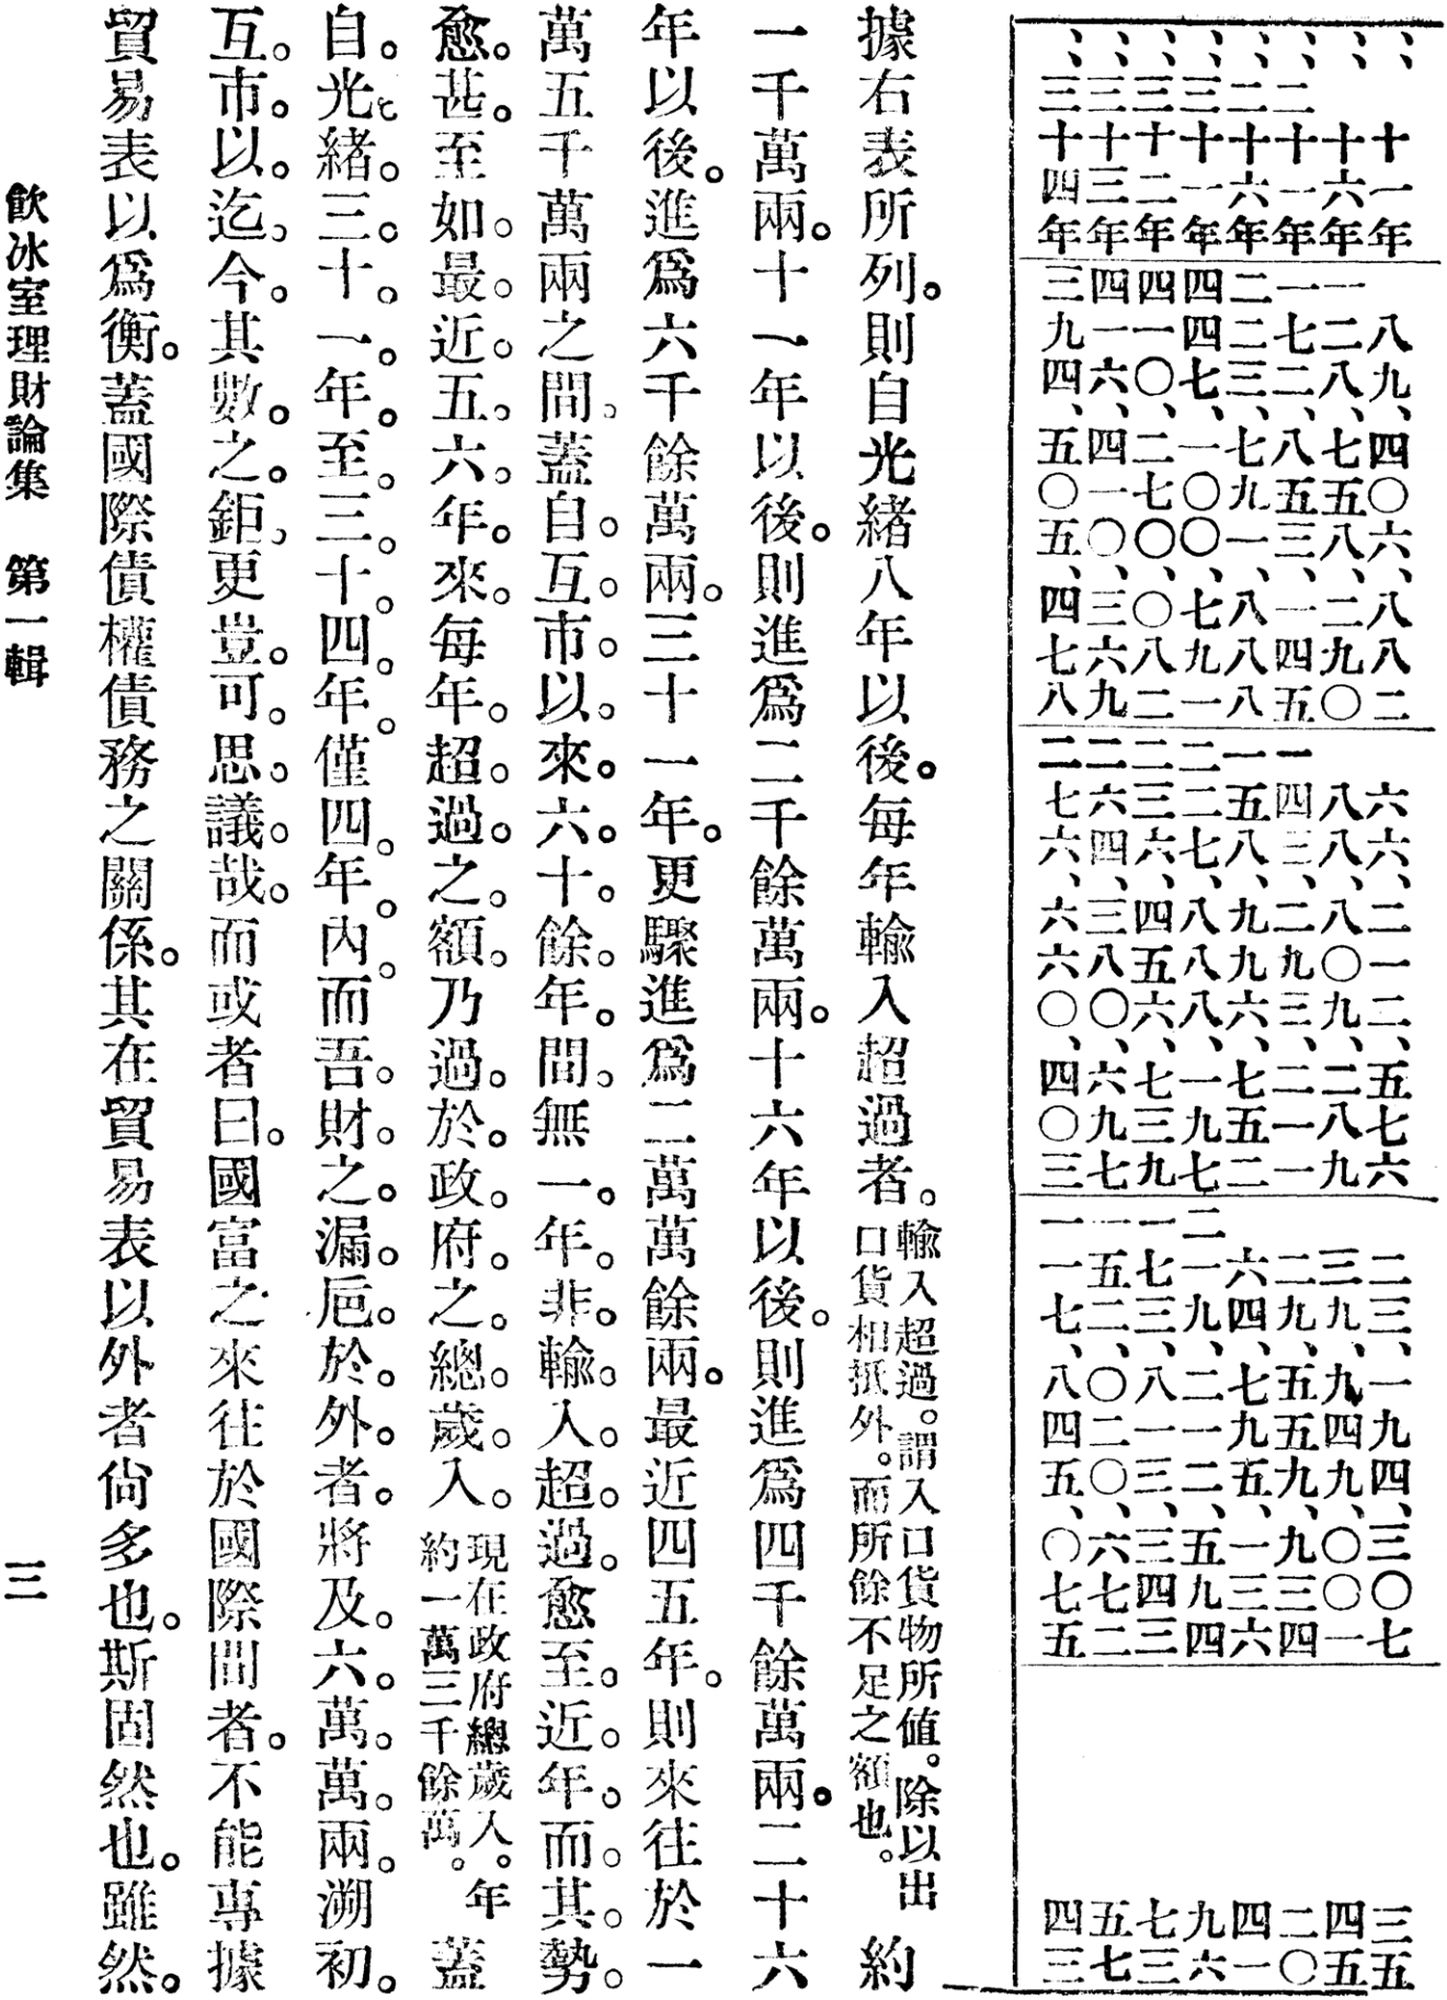 、、十一年 八九、四〇六、八八二 六六、二一二、五七六 二三、一九四、三〇七 三五
、、十六年 一二八、七五八、二九〇 八八、八〇九、二八九 三九、九四九、〇〇一 四五
、、二十一年 一七二、八五三、一四五 一四三、二九三、二一一 二九、五五九、九三四 二〇
、、二十六年 二二三、七九一、八八八 一五八、九九六、七五二 六四、七九五、一三六 四一
、、三十一年 四四七、一〇〇、七九一 二二七、八八八、一九七 二一九、二一二、五九四 九六
、、三十二年 四一〇、二七〇、〇八二 二三六、四五六、七三九 一七三、八一三、三四三 七三
、、三十三年 四一六、四一〇、三六九 二六四、三八〇、六九七 一五二、〇二〇、六七二 五七
、、三十四年 三九四、五〇五、四七八 二七六、六六〇、四〇三 一一七、八四五、〇七五 四三
據右表所列。則自光緒八年以後。每年輸入超過者。輸入超過。謂入口貨物所值。除以出口貨相抵外。而所餘不足之額也。約
一千萬兩。十一年以後。則進爲二千餘萬兩。十六年以後。則進爲四千餘萬兩。二十六
年以後。進爲六千餘萬兩。三十一年。更驟進爲二萬萬餘兩。最近四五年。則來往於一
萬五千萬兩之間。蓋自互市以來。六十餘年間。無一年非輸入超過。愈至近年。而其勢
愈甚。至如最近五六年來。每年超過之額。乃過於政府之總歲入。現在政府總歲入。年約一萬三千餘萬。蓋
自光緒三十一年至三十四年。僅四年內。而吾財之漏巵於外者。將及六萬萬兩。溯初
互市以迄今。其數之鉅。更豈可思議哉。而或者曰。國富之來往於國際間者。不能專據
貿易表以爲衡。蓋國際債權債務之關係。其在貿易表以外者尙多也。斯固然也。雖然。
飲冰室理財論集 第一輯 三